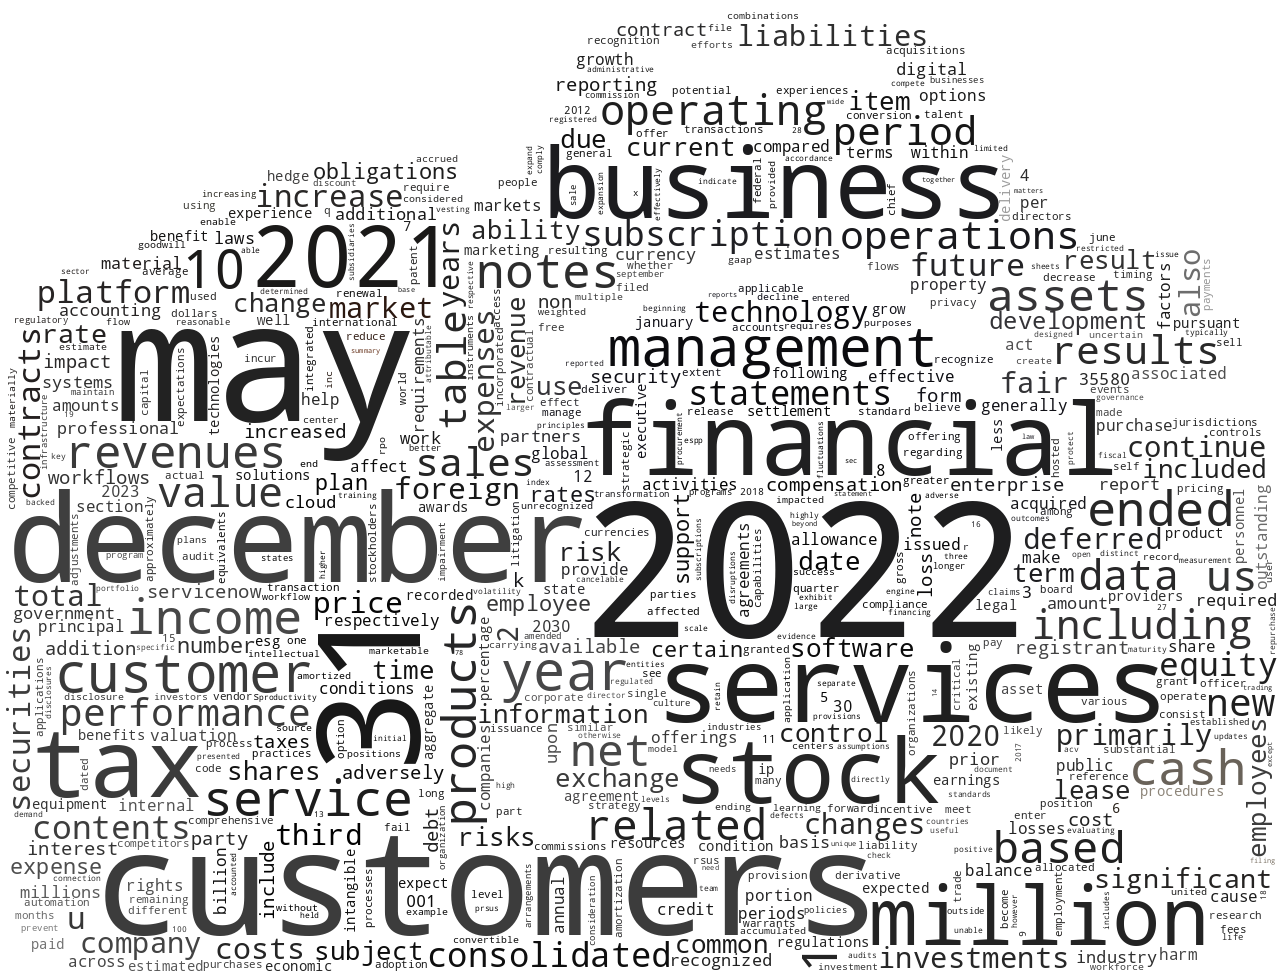 combinations
contract file liabilities
recognition efforts acquisitions
growth administrative digital
reporting commission potential experiences compete businesses
2012 registered operating wide item options
conversion talent
due offer transactions 28 period
general current compared terms within
accrued expand comply business accordance limited
hedge discount obligations people indicate federal provided chief together delivery 4
increasing increase require considered sale expansion x effectively matters
using experience q additional vesting markets per
enable 7 directors
benefit laws 2021 ability subscription operations june
goodwill able subsidiaries patent years marketing resulting currency gaap estimates flows restricted
material average 10 notes whether september future result issue also
sector determined base respective filed sheets decrease timing payments
platform used renewal access non multiple applicable property privacy assets factors
accounting dollars change market table instruments weighted beginning reports decline entered
regulatory flow reasonable well international revenue free january technology grow development pursuant
rate estimate may reduce attributable expenses incorporated contractual accounts requires purposes act designed uncertain typically sell
contracts impact incur summary requirements reported management recognize create results
systems capital expectations technologies integrated inc world use security extent following effective fair 35580 associated
maintain help larger deliver statements form events
amounts 19 center effect release settlement standard believe generally made governance
professional increased rpo work manage principles executive financial less law purchase jurisdictions
competitive materially infrastructure key revenues better partners strategic procurement espp fluctuations offering regarding hosted protect controls
workflows actual solutions end affect sales global assessment sec 8 fiscal self continue
2023 value plan training foreign index 12 activities compensation greater enterprise report included
backed section cloud awards unrecognized rates transformation programs 2018 impacted statement adverse acquired pricing
december stockholders litigation currencies support subscriptions highly beyond allowance note 16 among ended
adjustments program plans audit approximately equivalents states higher impairment risk 2022 agreements capabilities date issued r outcomes deferred product personnel outstanding
portfolio transaction k provide cancelable disruptions success loss three longer make open distinct record measurement user
total servicenow workflow recorded volatility state parties quarter gross engine term data us
government income price employee affected exhibit large compliance financing claims 3 board providers required
principal respectively products 2 2030 amended carrying scale evidence legal amount 27 including repurchase
addition 15 specific number esg one marketable 78 percentage available certain granted software pay registrant maturity share
securities intellectual amortized time year entities see regulated services critical existing asset grant officer equity trading
customer conditions corporate director single culture retain application separate 5 30 provisions organizations 14 various operate new
applications disclosures disclosure investors vendors productivity
performance source option initial aggregate information industries control 2020 likely consist established
benefits valuation process taxes positions issuance similar otherwise offerings 11 centers assumptions 2017 primarily updates
tax presented practices code prior companies upon net model needs ip many directly document acv public substantial employees except
dated shares adversely high exchange stock earnings reference cash
equipment internal service 13 long part agreement levels standards lease procedures
demand comprehensive debt strategy ending learning defects forward incentive meet position 6
contents competitors party third fail organization risks related changes countries useful enter losses evaluating cost
interest customers commissions resources condition basis unique liability check positive based
expense connection billion accounted include intangible processes expect level annual rsus need provision derivative balance allocated significant
millions rights remaining different without held 001 example prsus arrangements consideration amortization team portion expected trade million includes united cause 18 filing
automation months prevent u 100 credit periods policies outside unable become however 9 employment research
paid company costs subject convertible consolidated common warrants accumulated regulations fees life
across estimated purchases economic adoption recognized 1 audits investment investments industry workforce harm